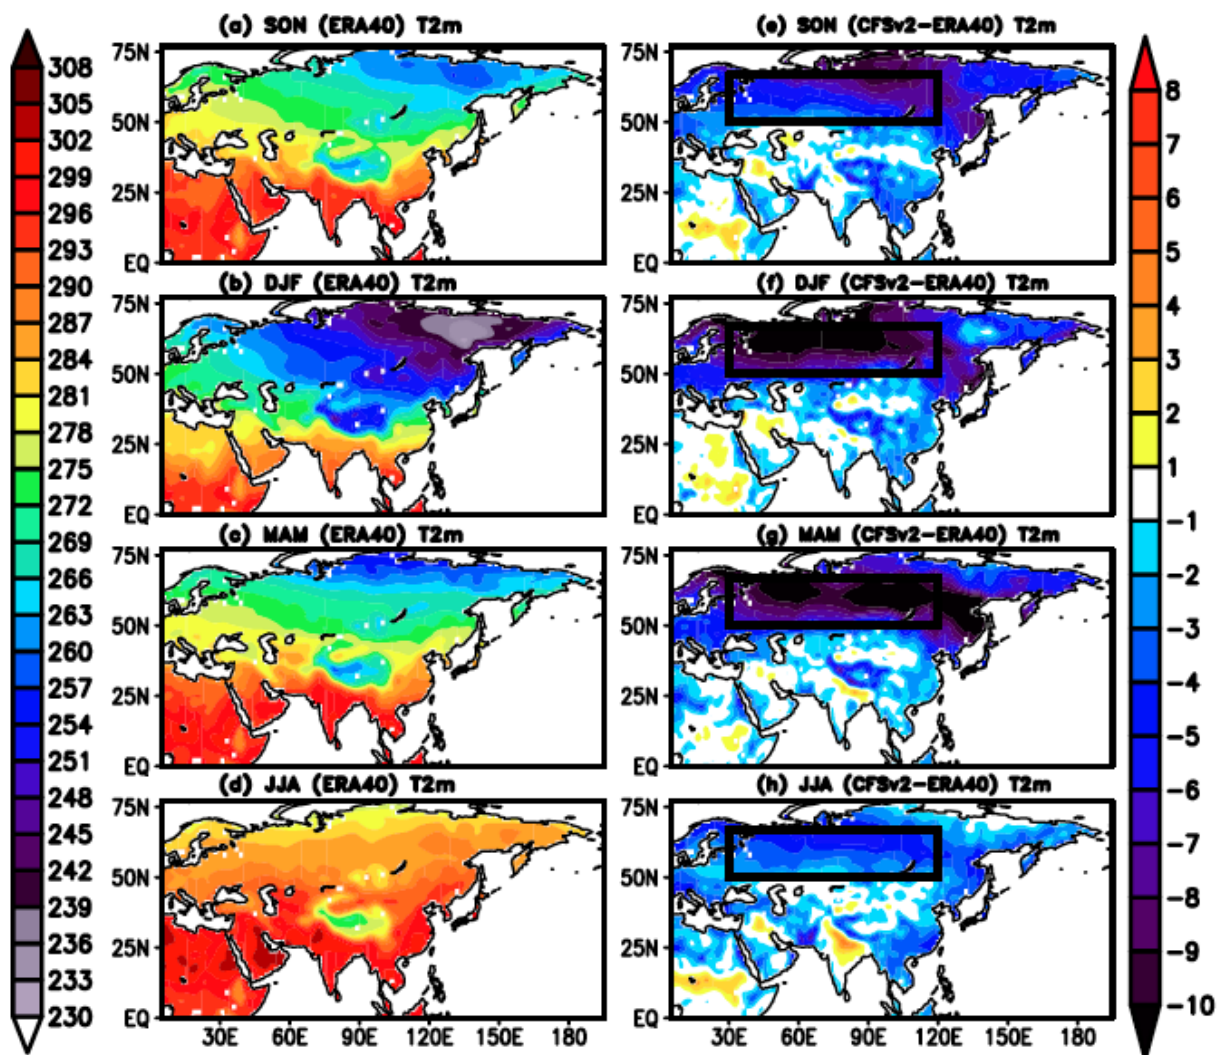 (a) SON (ERA40) T2m
(e) SON (CFSv2-ERA40) T2m
75N
50N
25N
EQ
(b) DJF (ERA40) T2m
(f) DJF (CFSv2-ERA40) T2m
75N
50N
25N
EQ
75N
50N
25N
EQ
(c) MAM (ERA40) T2m
(g) MAM (CFSv2-ERA40) T2m
75N
50N
25N
EQ
75N
50N
25N
EQ
(d) JJA (ERA40) T2m
(h) JJA (CFSv2-ERA40) T2m
75N
50N
25N
EQ
75N
50N
25N
EQ
75N
50N
25N
EQ
30E 60E 90E 120E 150E 180
30E 60E 90E 120E 150E 180
308
305
302
299
296
293
290
287
284
281
278
275
272
269
266
263
260
257
254
251
248
245
242
239
236
233
230
8
7
6
5
4
3
2
1
-1
-2
-3
-4
-5
-6
-7
-8
-9
-10